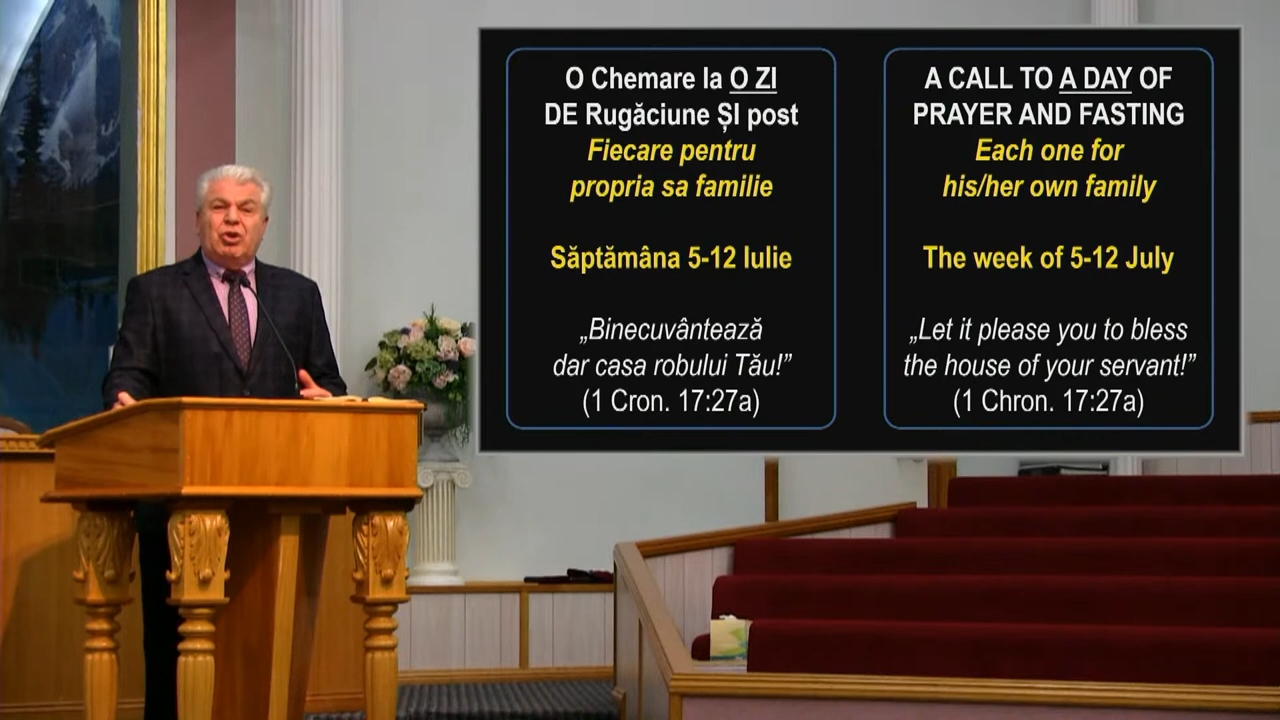 O Chemare la O ZI
DE Rugăciune ȘI post
Fiecare pentru
propria sa familie
Săptămâna 5-12 Iulie
„Binecuvântează
dar casa robului Tău!”
(1 Cron. 17:27a)
A CALL TO A DAY OF
PRAYER AND FASTING
Each one for
his/her own family
The week of 5-12 July
„Let it please you to bless
the house of your servant!”
(1 Chron. 17:27a)